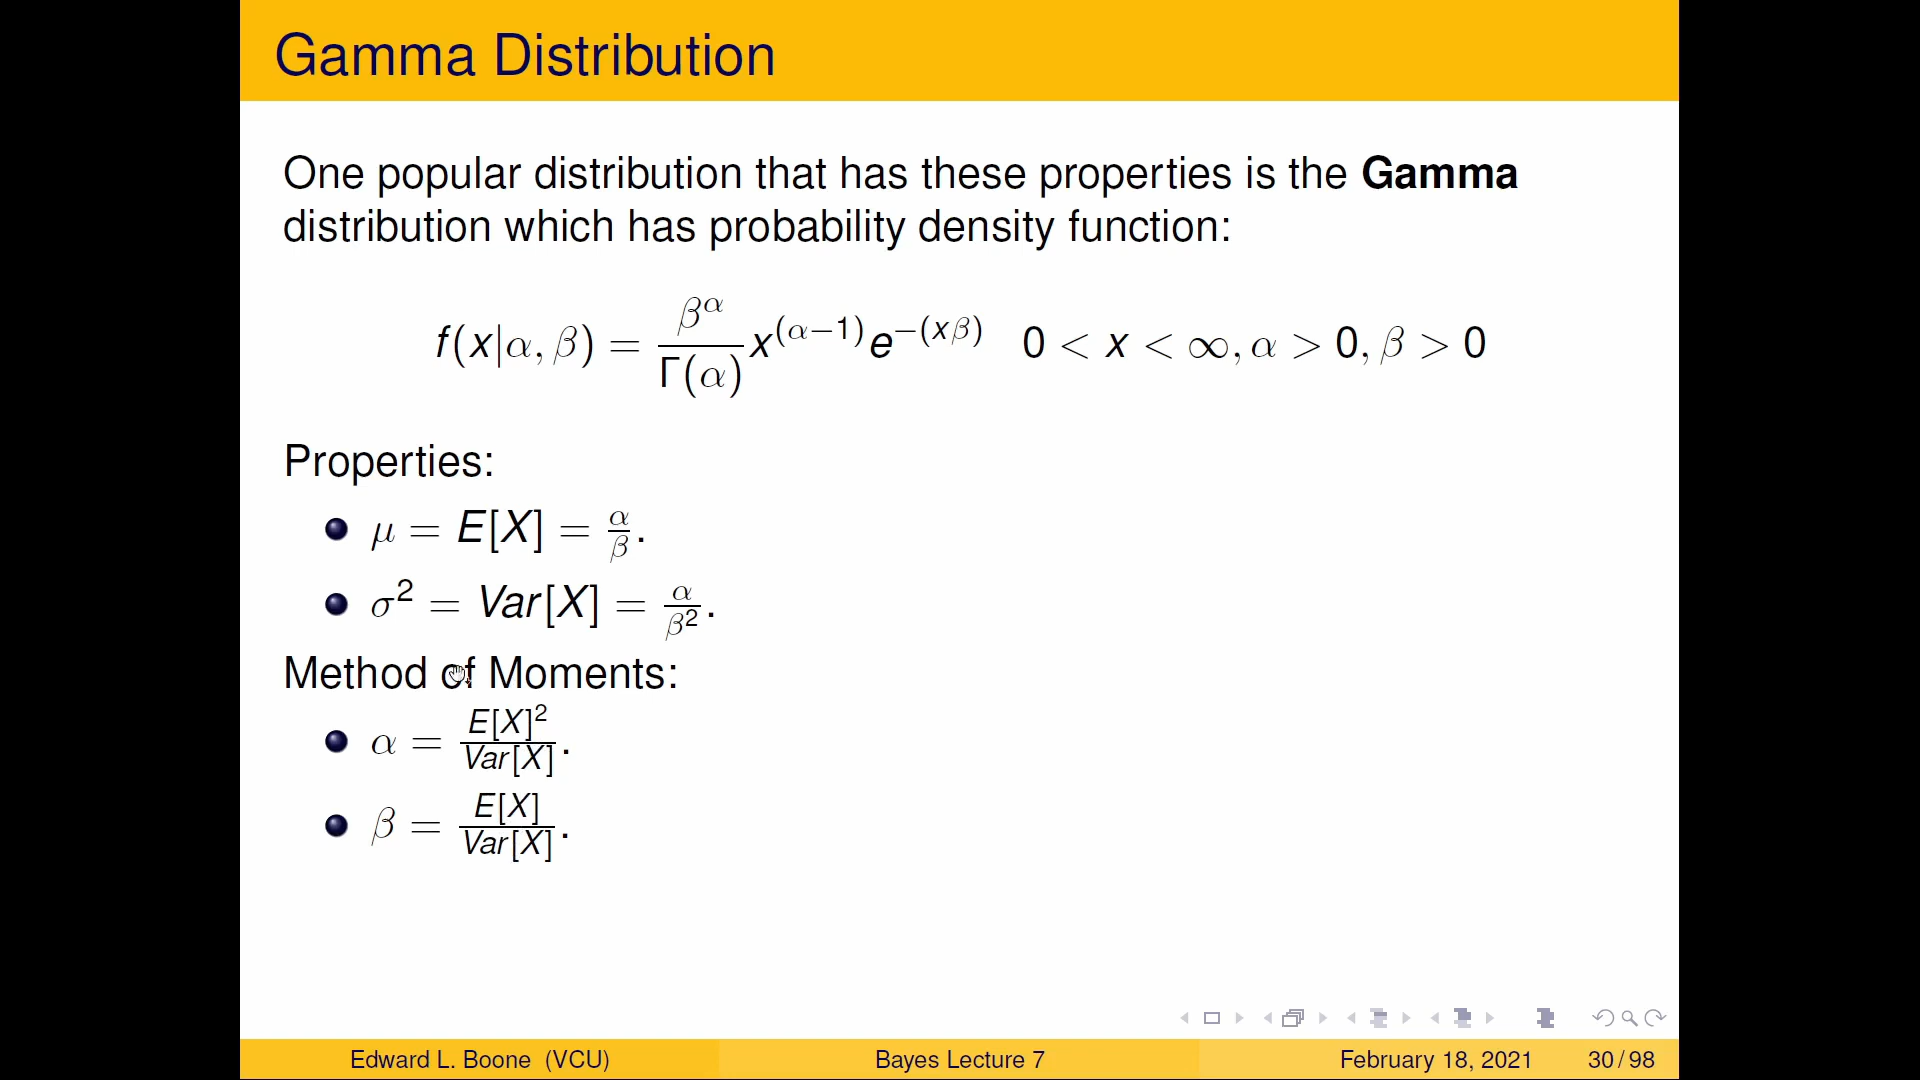 Gamma Distribution
One popular distribution that has these properties is the Gamma
distribution which has probability density function:
f(x|α, β) = β^α / Γ(α) x^(α−1) e^−(xβ)   0 < x < ∞, α > 0, β > 0
Properties:
μ = E[X] = α/β.
σ² = Var[X] = α/β².
Method of Moments:
α = E[X]²/Var[X].
β = E[X]/Var[X].
Edward L. Boone (VCU) Bayes Lecture 7 February 18, 2021 30 / 98